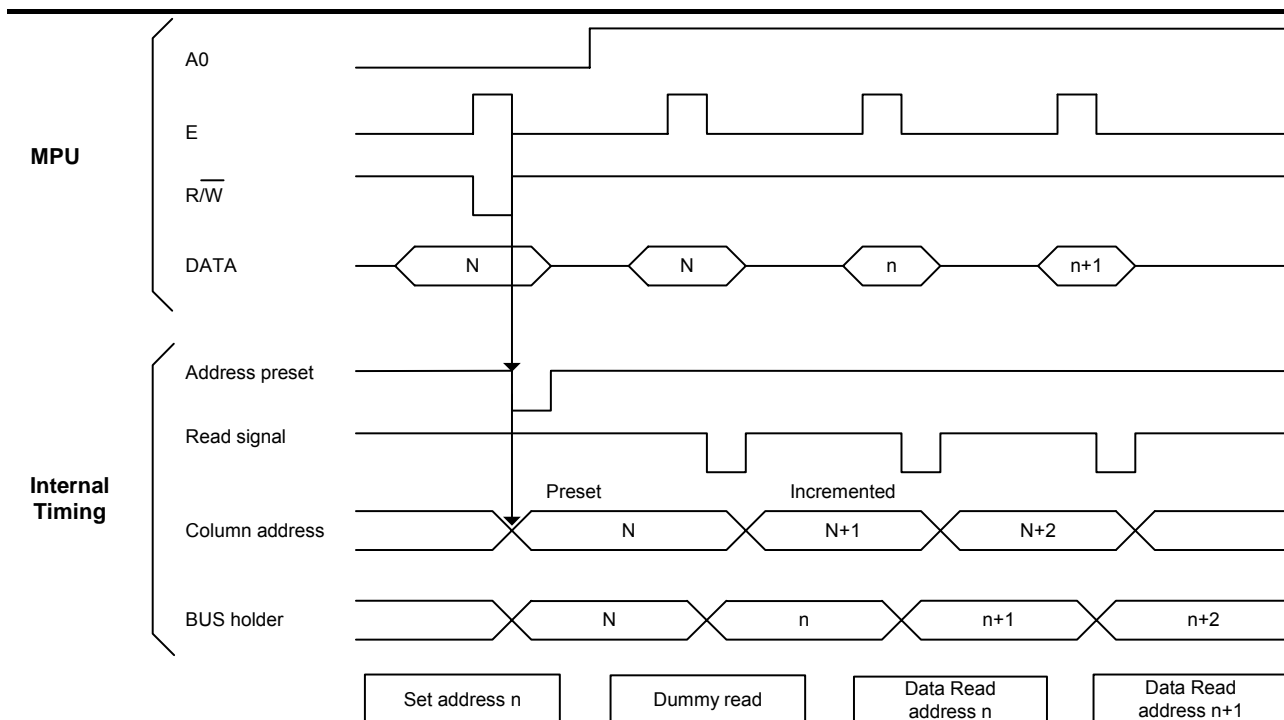 MPU
A0
E
R/W
DATA
N
N
n
n+1
Internal
Timing
Address preset
Read signal
Preset
Incremented
Column address
N
N+1
N+2
BUS holder
N
n
n+1
n+2
Set address n
Dummy read
Data Read
address n
Data Read
address n+1